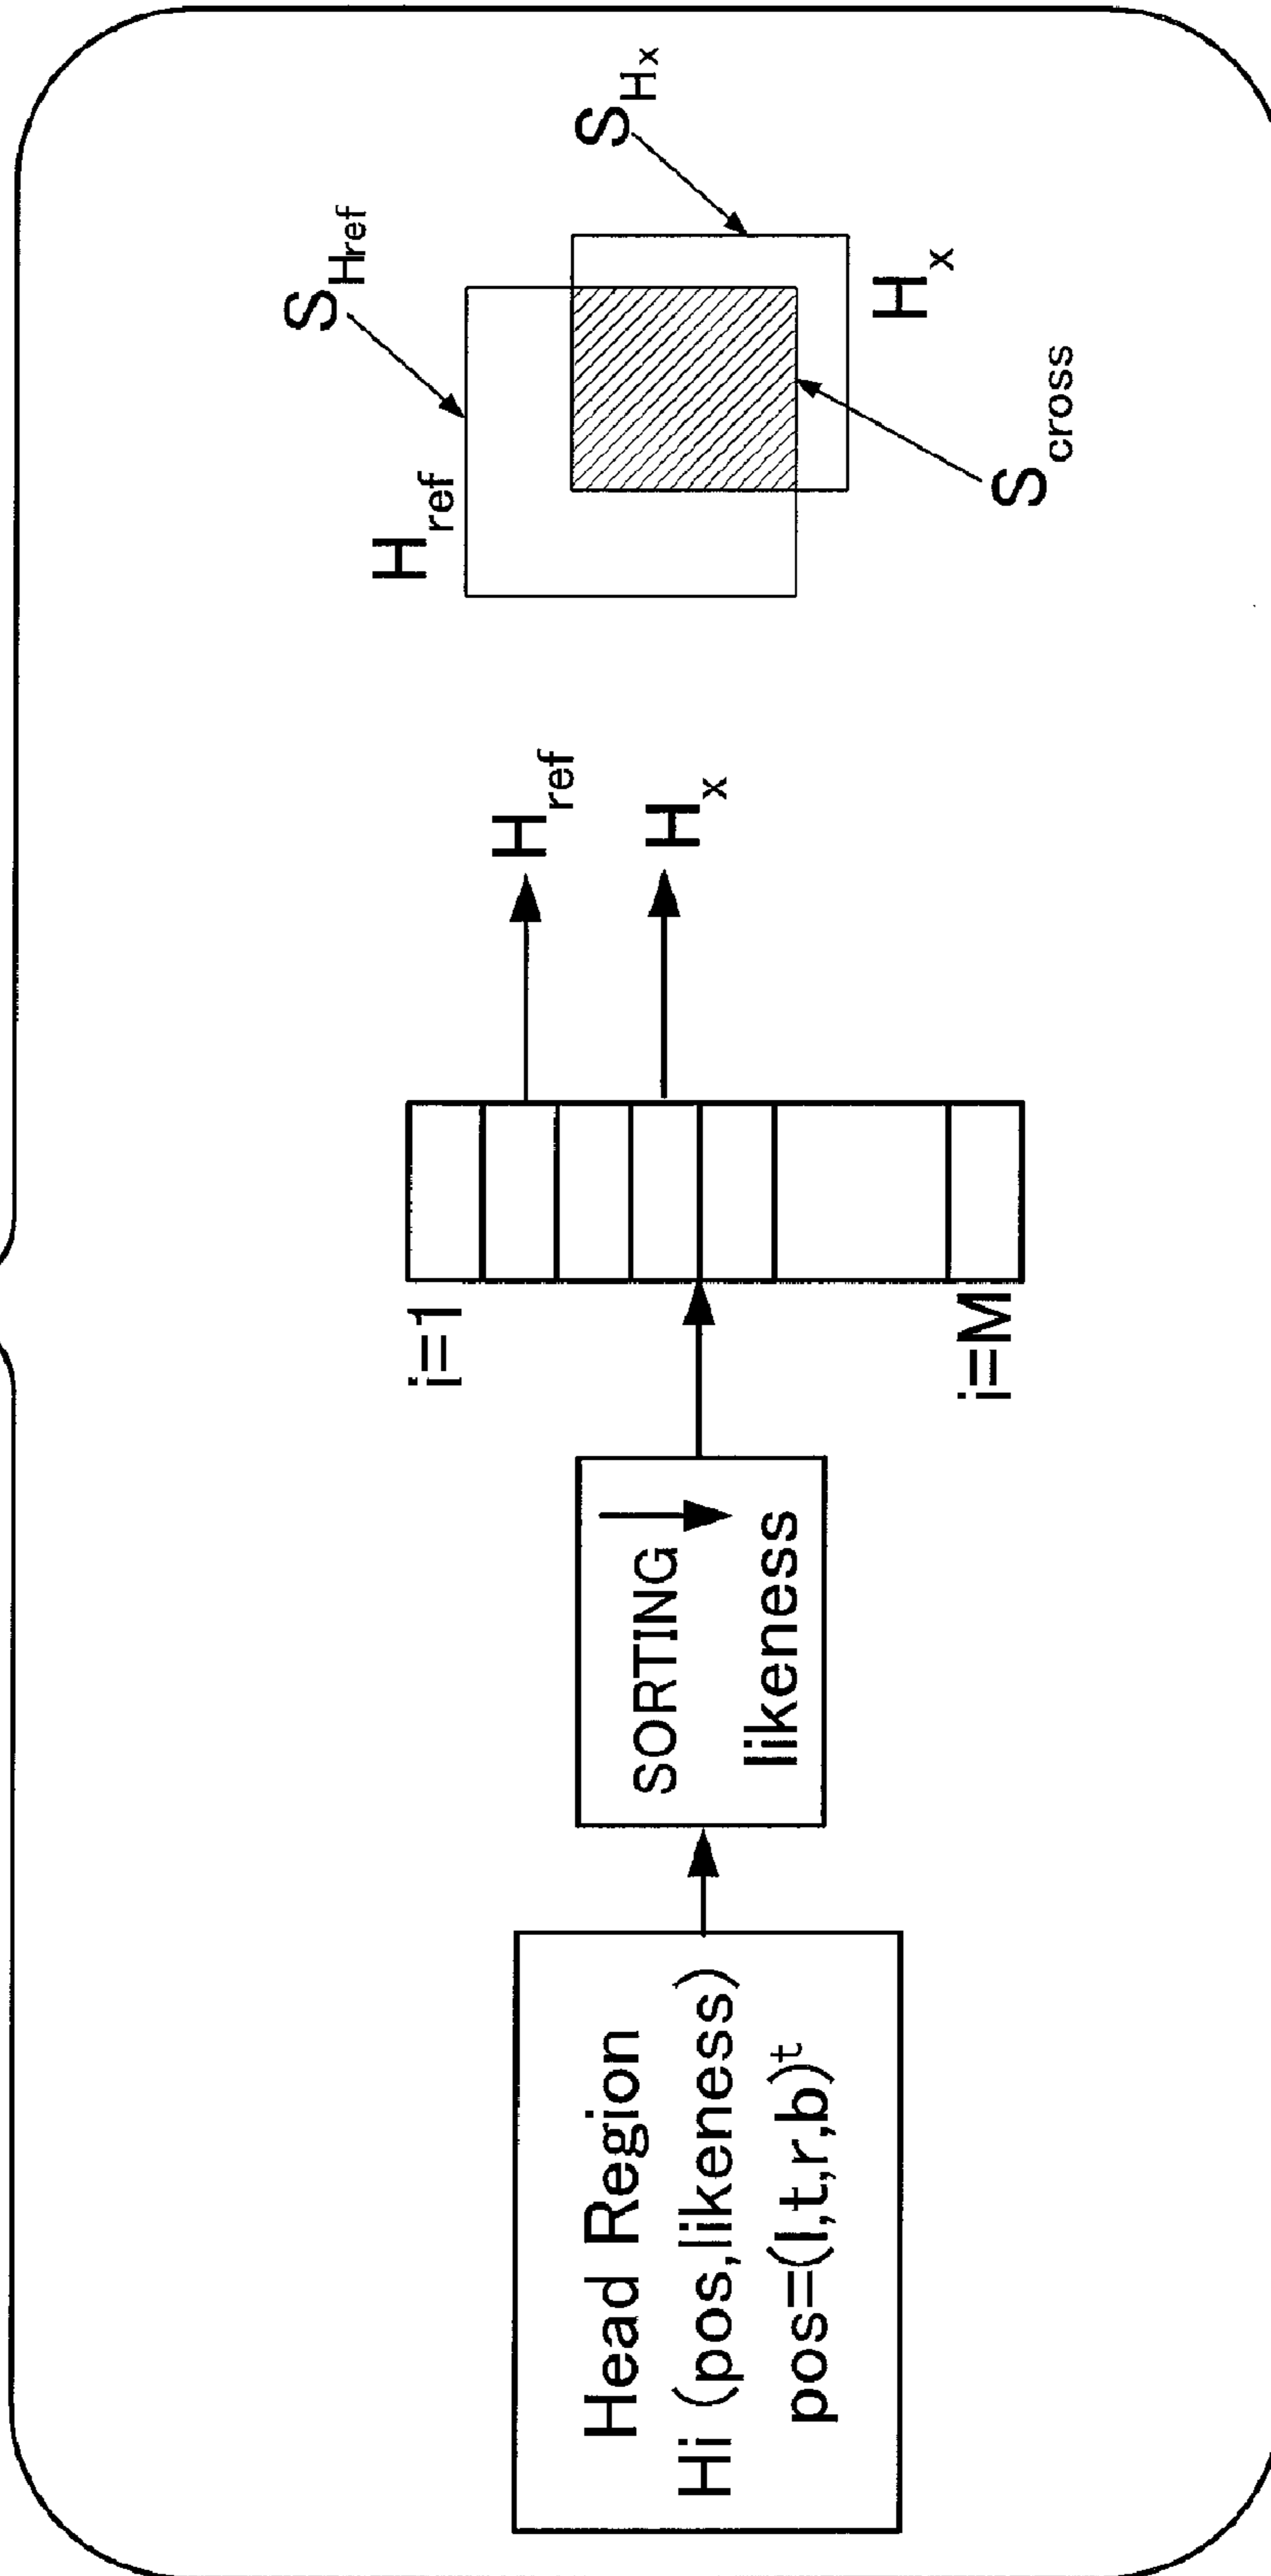 Head Region
Hi (pos,likeness)
pos=(l,t,r,b)^t
SORTING
likeness
i=1
i=M
H_ref
H_x
H_ref
S_Href
S_Hx
H_x
S_cross